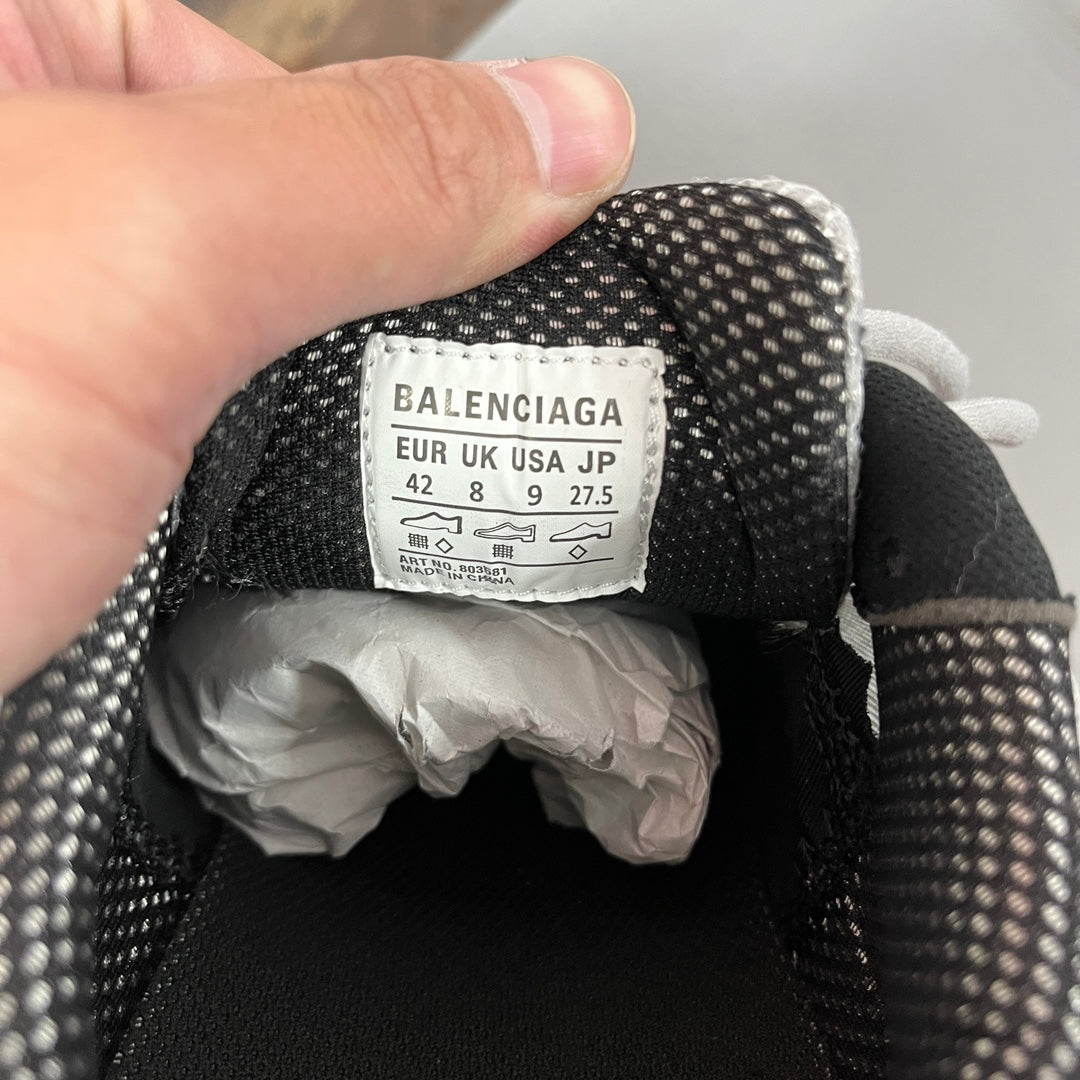 BALENCIAGA
EUR UK USA JP
42 8 9 27.5
ART NO. 803581
MADE IN CHINA